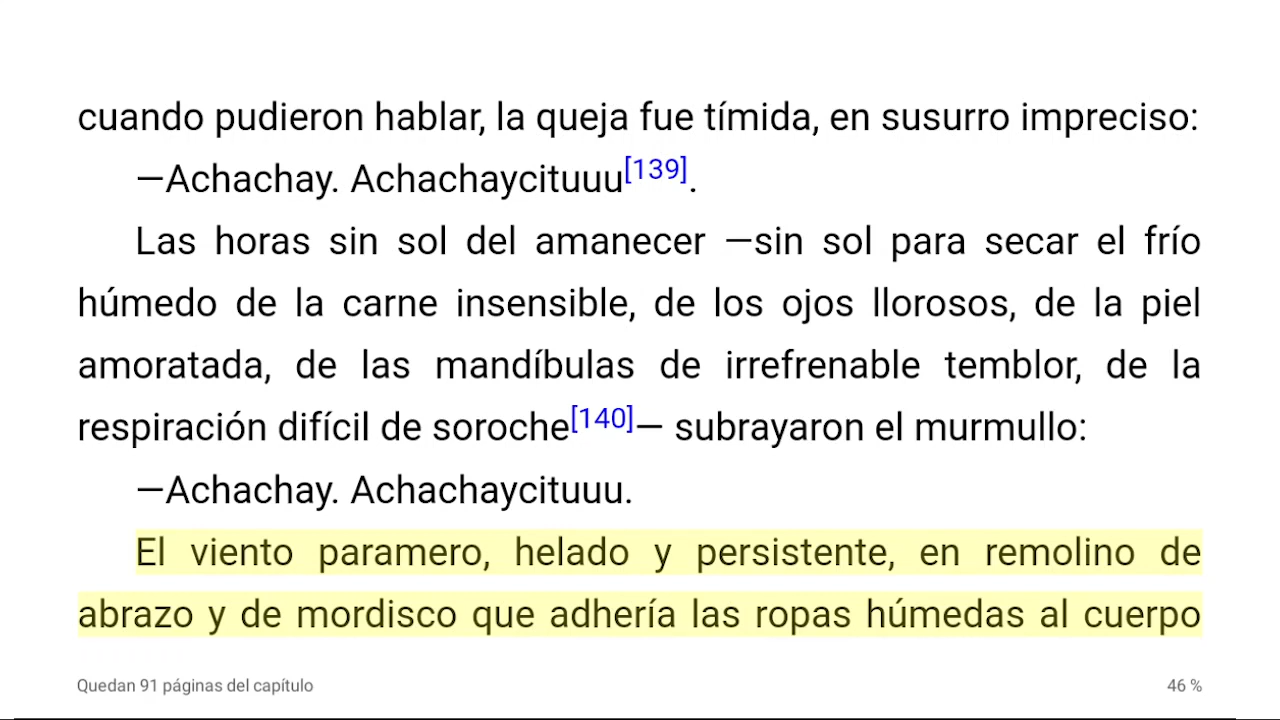 cuando pudieron hablar, la queja fue tímida, en susurro impreciso:
—Achachay. Achachaycituuu[139].
Las horas sin sol del amanecer —sin sol para secar el frío
húmedo de la carne insensible, de los ojos llorosos, de la piel
amoratada, de las mandíbulas de irrefrenable temblor, de la
respiración difícil de soroche[140]— subrayaron el murmullo:
—Achachay. Achachaycituuu.
El viento paramero, helado y persistente, en remolino de
abrazo y de mordisco que adhería las ropas húmedas al cuerpo
Quedan 91 páginas del capítulo
46 %